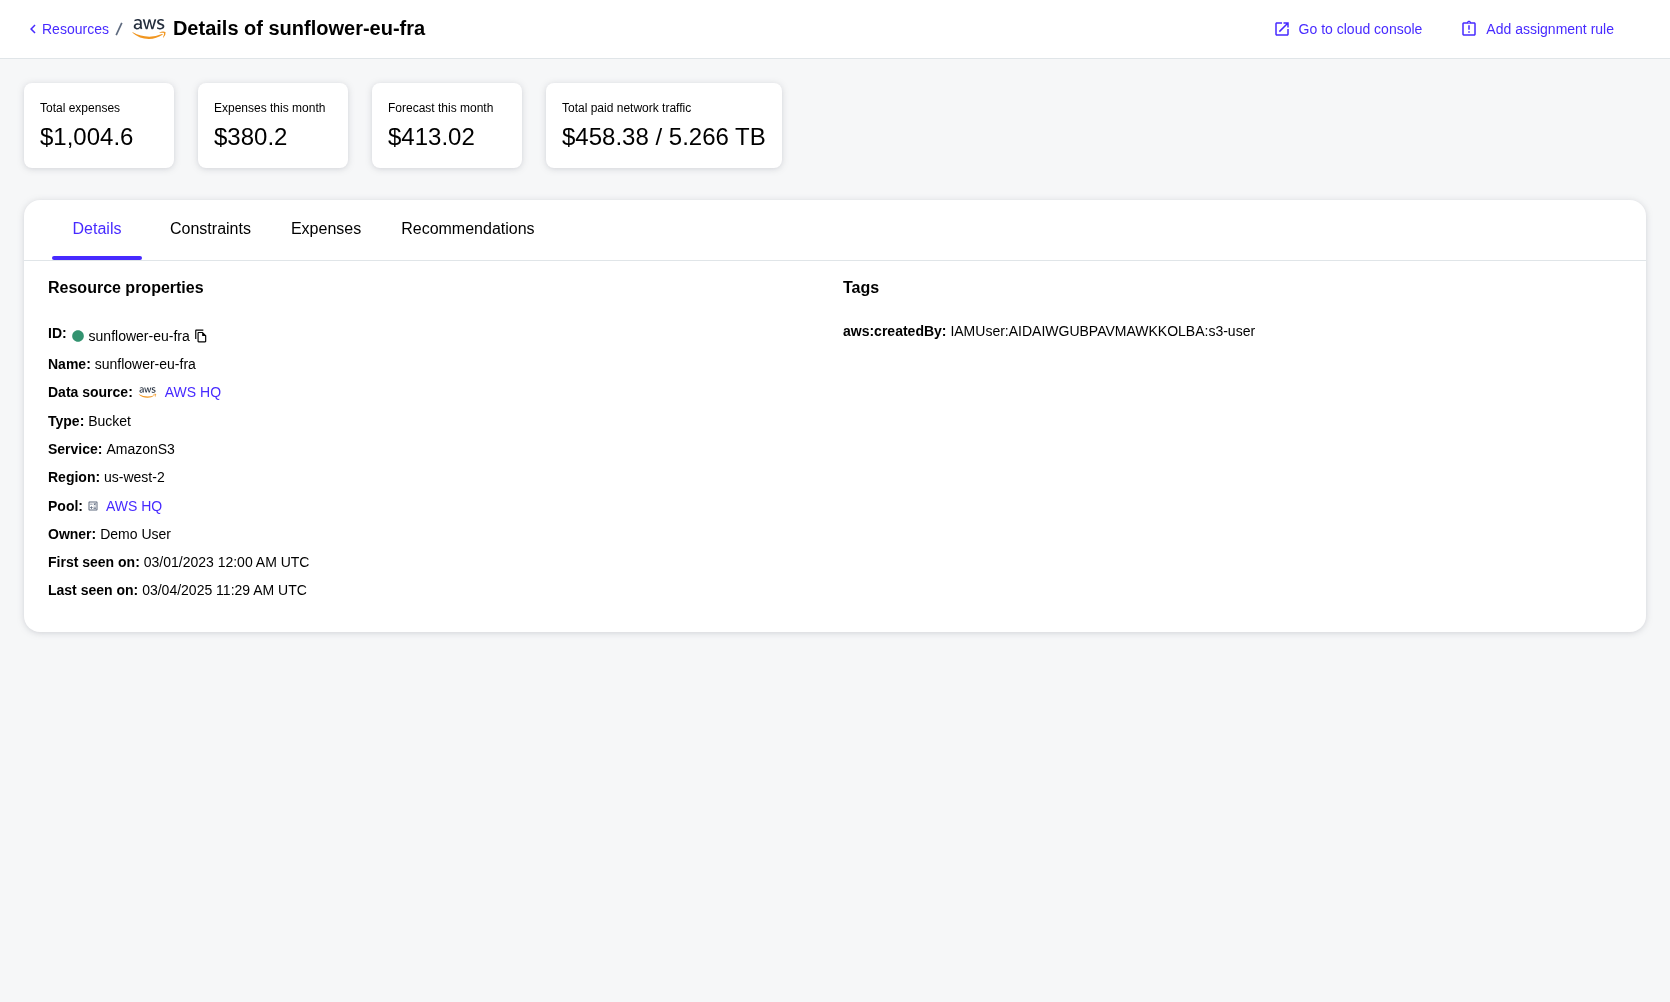 Resources / aws Details of sunflower-eu-fra
Go to cloud console
Add assignment rule
Total expenses
$1,004.6
Expenses this month
$380.2
Forecast this month
$413.02
Total paid network traffic
$458.38 / 5.266 TB
Details
Constraints
Expenses
Recommendations
Resource properties
ID: sunflower-eu-fra
Name: sunflower-eu-fra
Data source: aws AWS HQ
Type: Bucket
Service: AmazonS3
Region: us-west-2
Pool: AWS HQ
Owner: Demo User
First seen on: 03/01/2023 12:00 AM UTC
Last seen on: 03/04/2025 11:29 AM UTC
Tags
aws:createdBy: IAMUser:AIDAIWGUBPAVMAWKKOLBA:s3-user